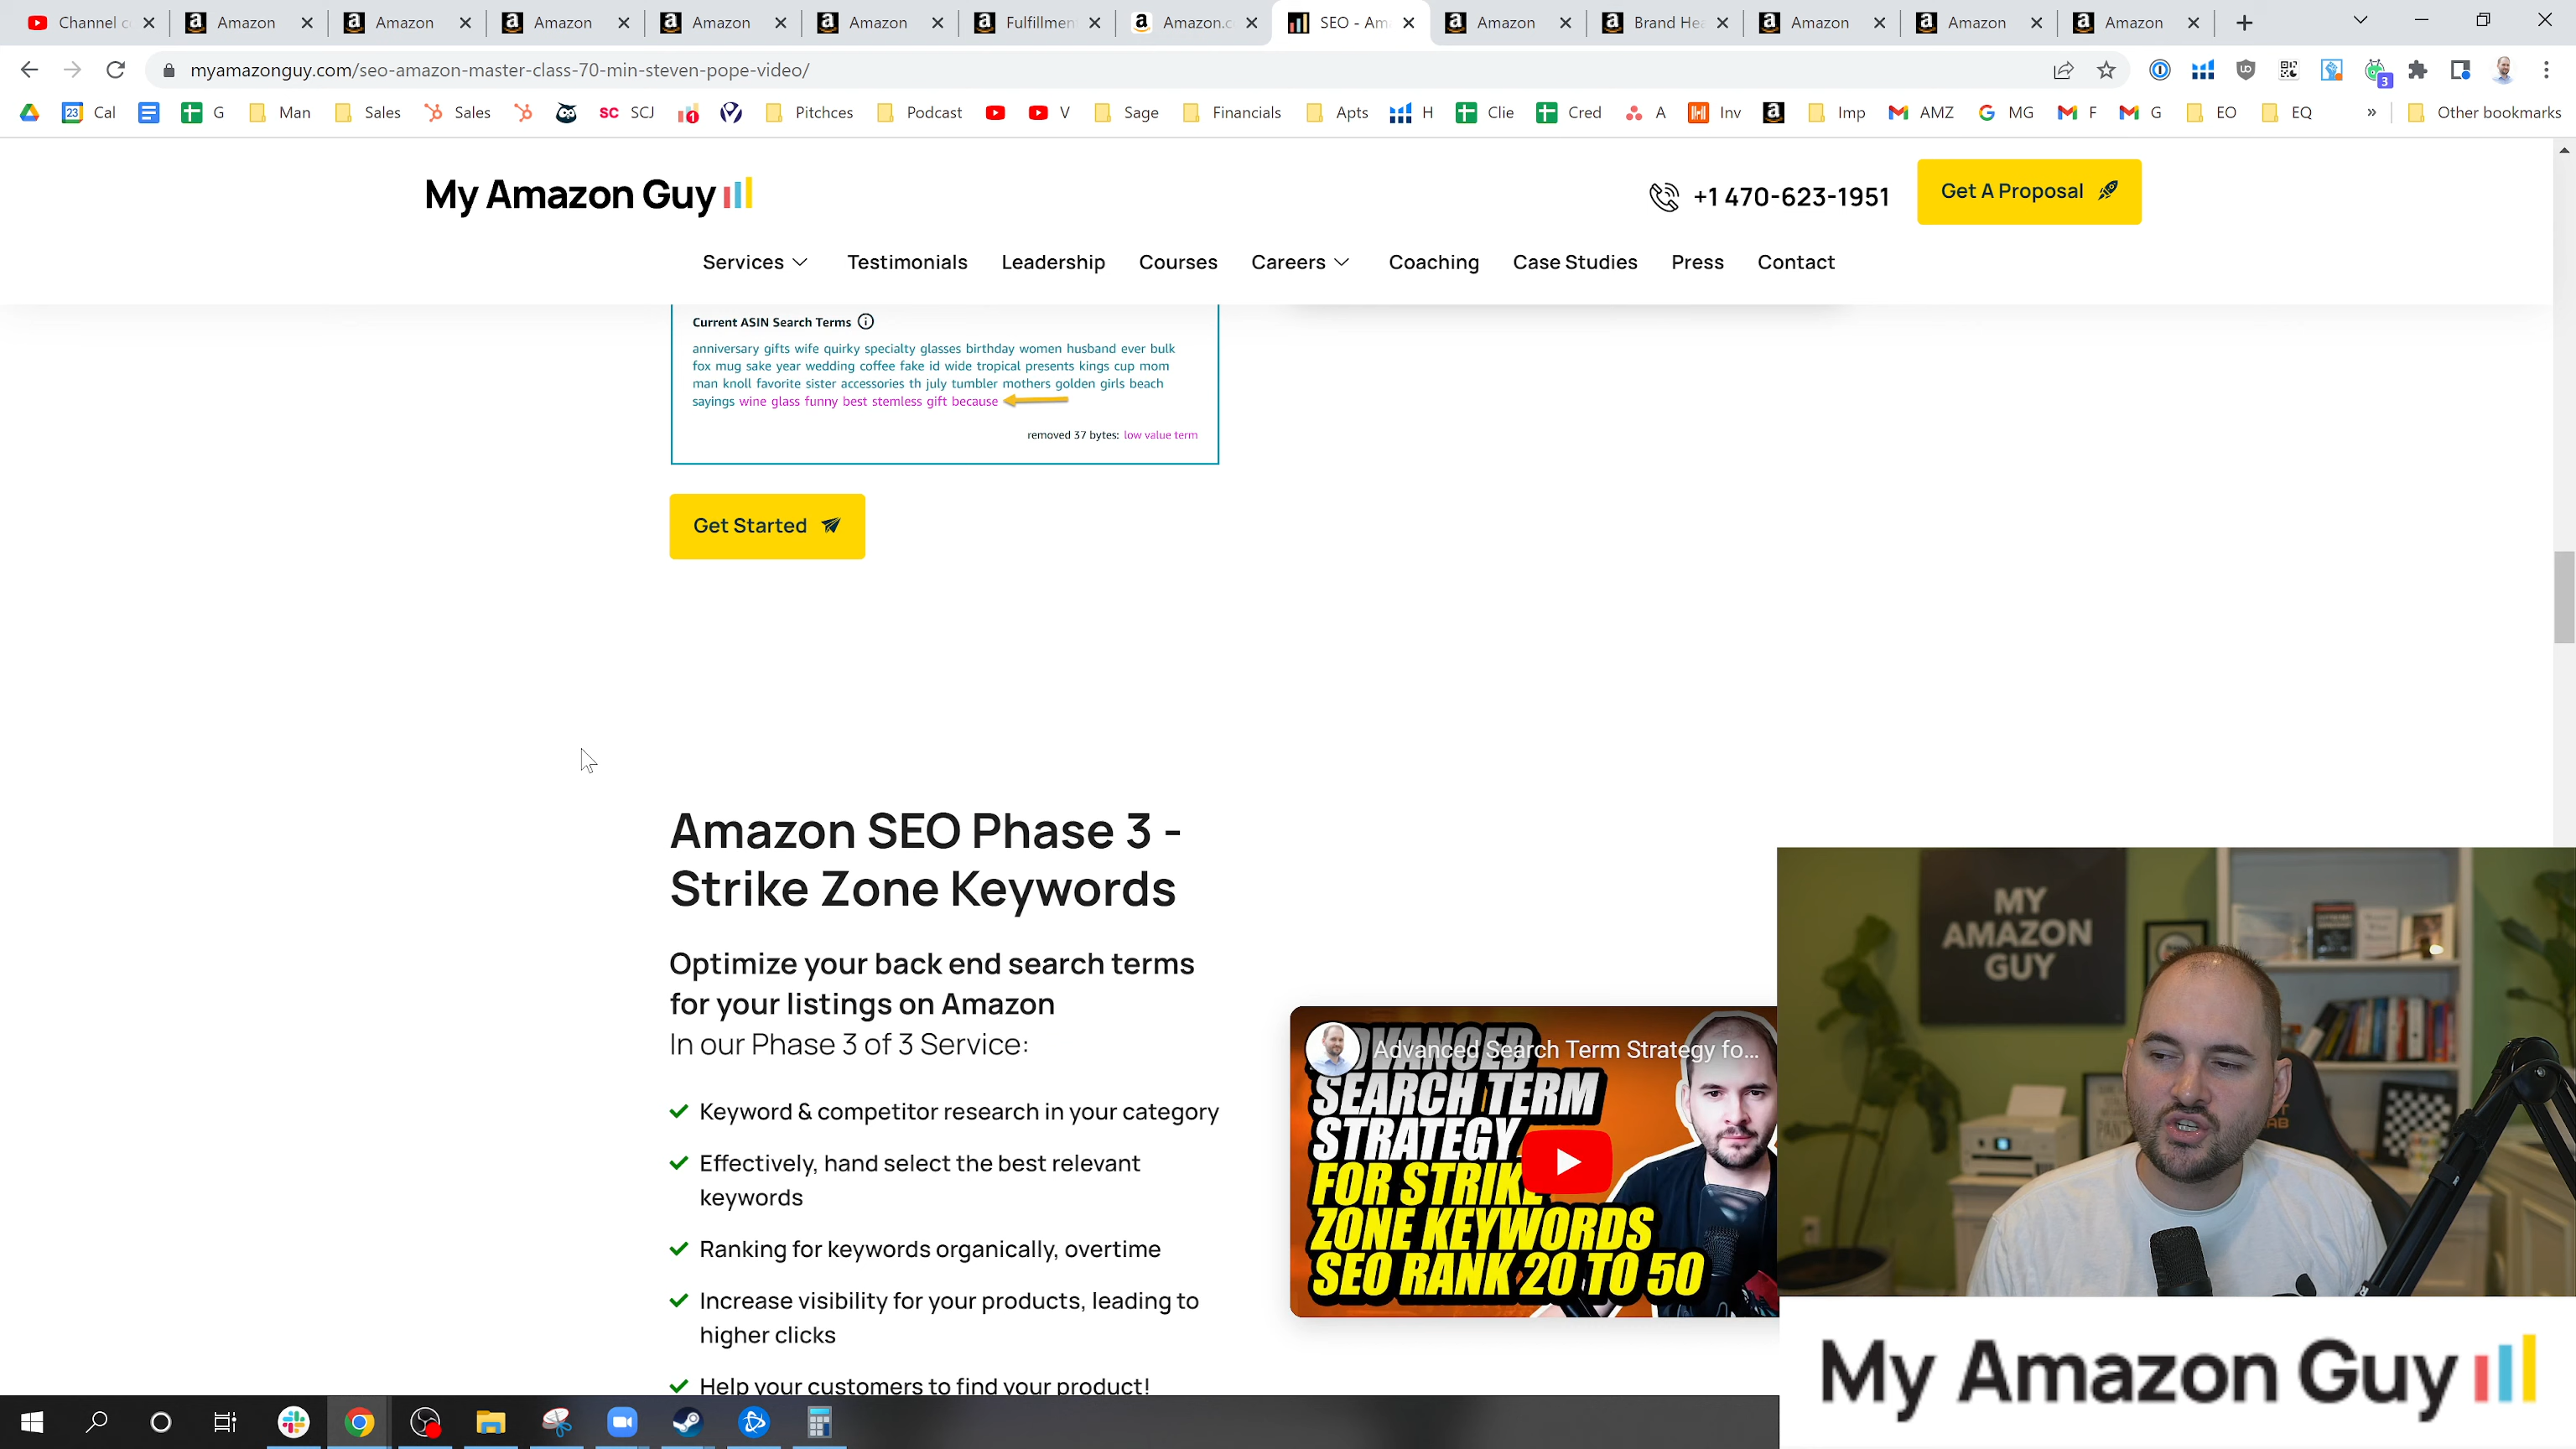 Channel c
Amazon
Amazon
Amazon
Amazon
Amazon
Fulfillmen
Amazon.c
SEO - Am
Amazon
Brand Hea
Amazon
Amazon
Amazon
myamazonguy.com/seo-amazon-master-class-70-min-steven-pope-video/
3
23 Cal
G
Man
Sales
Sales
SC SCJ
1
Pitchces
Podcast
V
Sage
Financials
Apts
H
Clie
Cred
A
Inv
Imp
AMZ
MG
F
G
EO
EQ
»
Other bookmarks
My Amazon Guy
+1 470-623-1951
Get A Proposal
Services
Testimonials
Leadership
Courses
Careers
Coaching
Case Studies
Press
Contact
Current ASIN Search Terms
anniversary gifts wife quirky specialty glasses birthday women husband ever bulk
fox mug sake year wedding coffee fake id wide tropical presents kings cup mom
man knoll favorite sister accessories th july tumbler mothers golden girls beach
sayings wine glass funny best stemless gift because
removed 37 bytes: low value term
Get Started
Amazon SEO Phase 3 -
Strike Zone Keywords
Optimize your back end search terms
for your listings on Amazon
In our Phase 3 of 3 Service:
Keyword & competitor research in your category
Effectively, hand select the best relevant
keywords
Ranking for keywords organically, overtime
Increase visibility for your products, leading to
higher clicks
Help your customers to find your product!
Advanced Search Term Strategy fo...
ADVANCED
SEARCH TERM
STRATEGY
FOR STRIKE
ZONE KEYWORDS
SEO RANK 20 TO 50
MY
AMAZON
GUY
My Amazon Guy